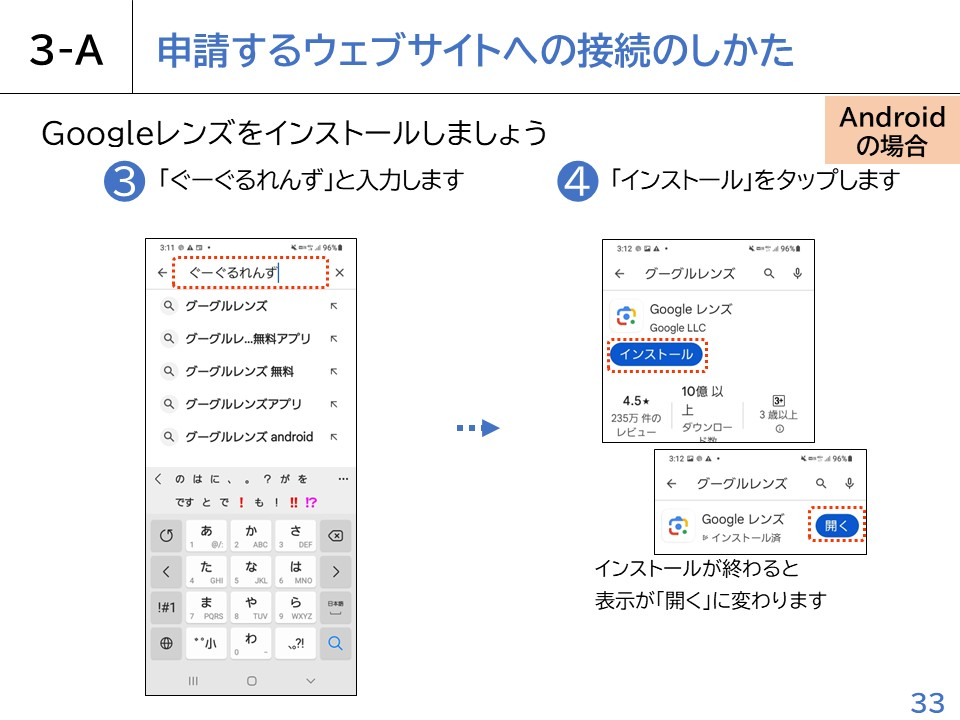 3-A
申請するウェブサイトへの接続のしかた
Android
の場合
Googleレンズをインストールしましょう
3 「ぐーぐるれんず」と入力します
4 「インストール」をタップします
3:11
96%
ぐーぐるれんず
グーグルレンズ
グーグルレ...無料アプリ
グーグルレンズ 無料
グーグルレンズアプリ
グーグルレンズ android
の は に 、 。 ? が を ...
です と で ! も ! !! !?
あ か さ
1 @/: 2 ABC 3 DEF
た な は
4 GHI 5 JKL 6 MNO
!#1 ま や ら 日本語
7 PQRS 8 TUV 9 WXYZ
゛゜小 わ 、。?!
0
3:12
96%
グーグルレンズ
Google レンズ
Google LLC
インストール
4.5★
235万 件の
レビュー
10億 以
上
ダウンロー
ド数
3+
3 歳以上
3:12
96%
グーグルレンズ
Google レンズ
インストール済
開く
インストールが終わると
表示が「開く」に変わります
33